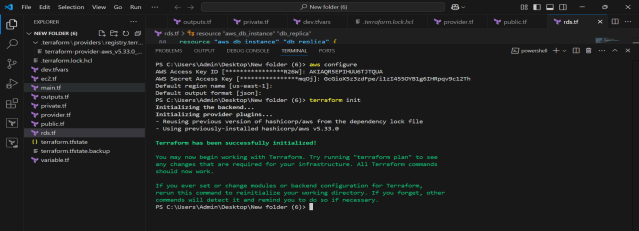 File Edit Selection View Go
New folder (6)
EXPLORER
NEW FOLDER (6)
.terraform\providers\registry.terr...
terraform-provider-aws_v5.33.0_...
.terraform.lock.hcl
dev.tfvars
ec2.tf
main.tf
outputs.tf
private.tf
provider.tf
public.tf
rds.tf
terraform.tfstate
terraform.tfstate.backup
variable.tf
outputs.tf private.tf dev.tfvars .terraform.lock.hcl provider.tf public.tf rds.tf
rds.tf > resource "aws_db_instance" "db_replica"
resource "aws_db_instance" "db_replica" {
PROBLEMS OUTPUT DEBUG CONSOLE TERMINAL PORTS
powershell
PS C:\Users\Admin\Desktop\New folder (6)> aws configure
AWS Access Key ID
AWS Secret Access Key
Default region name [us-east-1]:
Default output format [json]:
PS C:\Users\Admin\Desktop\New folder (6)> terraform init
Initializing the backend...
Initializing provider plugins...
- Reusing previous version of hashicorp/aws from the dependency lock file
- Using previously-installed hashicorp/aws v5.33.0
Terraform has been successfully initialized!
You may now begin working with Terraform. Try running "terraform plan" to see
any changes that are required for your infrastructure. All Terraform commands
should now work.
If you ever set or change modules or backend configuration for Terraform,
rerun this command to reinitialize your working directory. If you forget, other
commands will detect it and remind you to do so if necessary.
PS C:\Users\Admin\Desktop\New folder (6)>